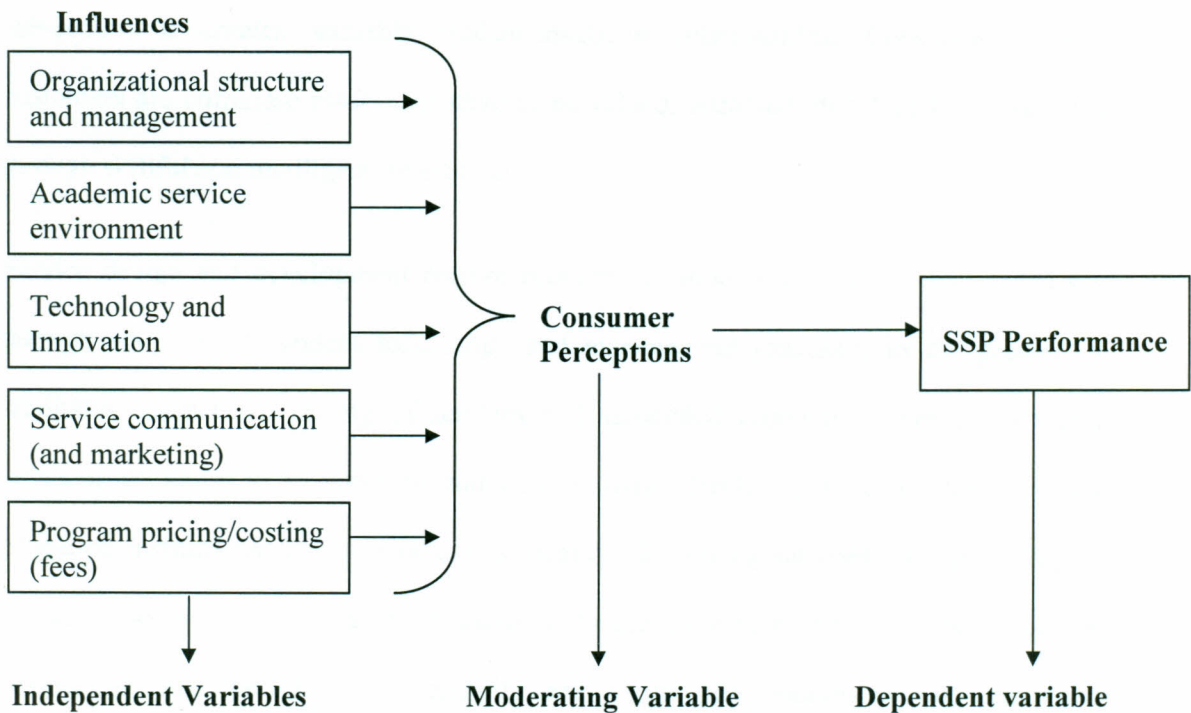 Influences
Organizational structure
and management
Academic service
environment
Technology and
Innovation
Service communication
(and marketing)
Program pricing/costing
(fees)
Consumer
Perceptions
SSP Performance
Independent Variables
Moderating Variable
Dependent variable